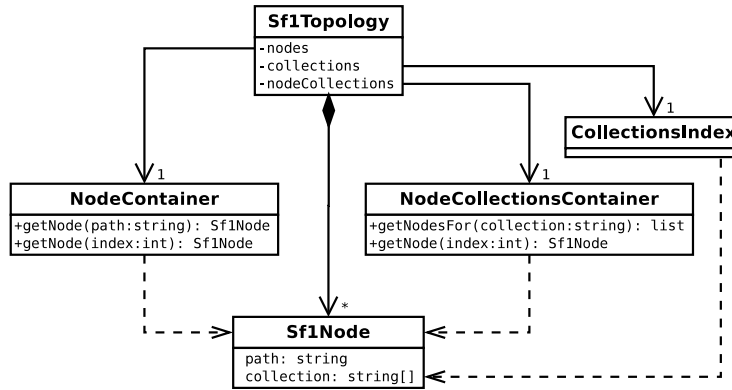 Sf1Topology
-nodes
-collections
-nodeCollections
1
CollectionsIndex
1
1
NodeContainer
+getNode(path:string): Sf1Node
+getNode(index:int): Sf1Node
NodeCollectionsContainer
+getNodesFor(collection:string): list
+getNode(index:int): Sf1Node
*
Sf1Node
path: string
collection: string[]